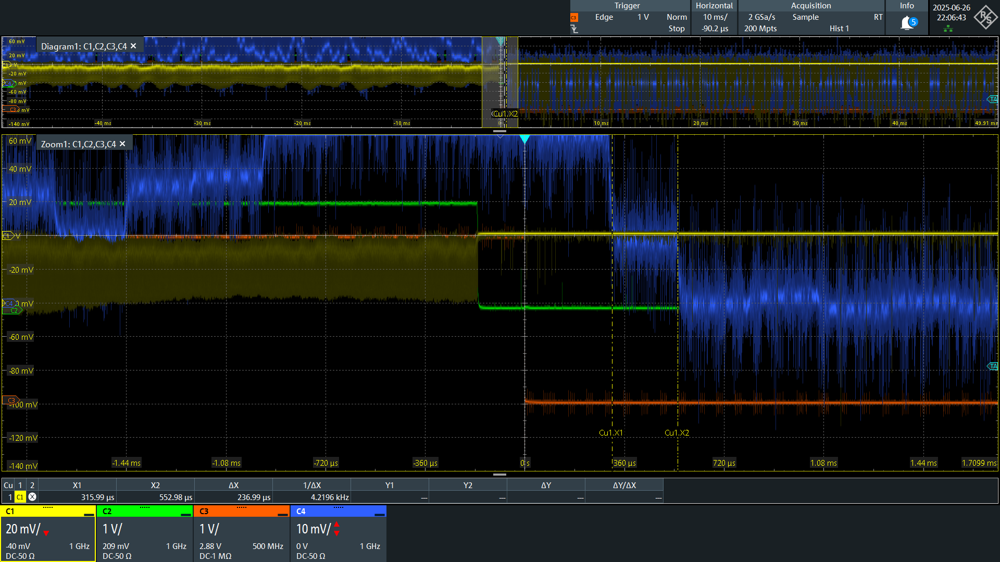 Trigger
C3 Edge 1 V Norm
Stop
Horizontal
10 ms/
-90.2 µs
Acquisition
2 GSa/s Sample RT
200 Mpts Hist 1
Info
5
2025-06-26
22:06:43
R&S
60 mV
Diagram1: C1,C2,C3,C4 ×
20 mV
-20 mV
-60 mV
-80 mV
-140 mV
C4
C3
TA
Cu1.X2
-40 ms
-30 ms
-20 ms
-10 ms
10 ms
20 ms
30 ms
40 ms
49.91 ms
60 mV
Zoom1: C1,C2,C3,C4 ×
40 mV
20 mV
C1 V
-20 mV
C4
C2
-60 mV
-80 mV
TA
C3
-100 mV
-120 mV
-140 mV
Cu1.X1
Cu1.X2
-1.44 ms
-1.08 ms
-720 µs
-360 µs
0 s
360 µs
720 µs
1.08 ms
1.44 ms
1.7099 ms
Cu 1 2 X1 X2 ΔX 1/ΔX Y1 Y2 ΔY ΔY/ΔX
1 C1 X 315.99 µs 552.98 µs 236.99 µs 4.2196 kHz --- --- --- ---
C1
20 mV/
-40 mV 1 GHz
DC-50 Ω
C2
1 V/
209 mV 1 GHz
DC-50 Ω
C3
1 V/
2.88 V 500 MHz
DC-1 MΩ
C4
10 mV/
0 V 1 GHz
DC-50 Ω